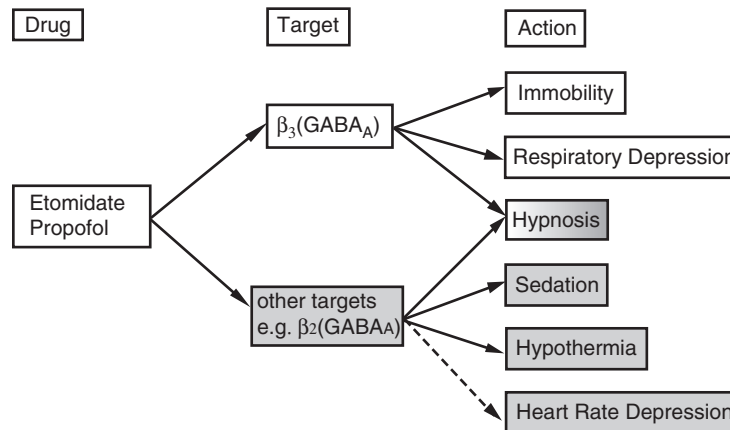 Drug
Target
Action
Immobility
β₃(GABA_A)
Respiratory Depression
Etomidate
Propofol
Hypnosis
other targets
e.g. β2(GABAA)
Sedation
Hypothermia
Heart Rate Depression